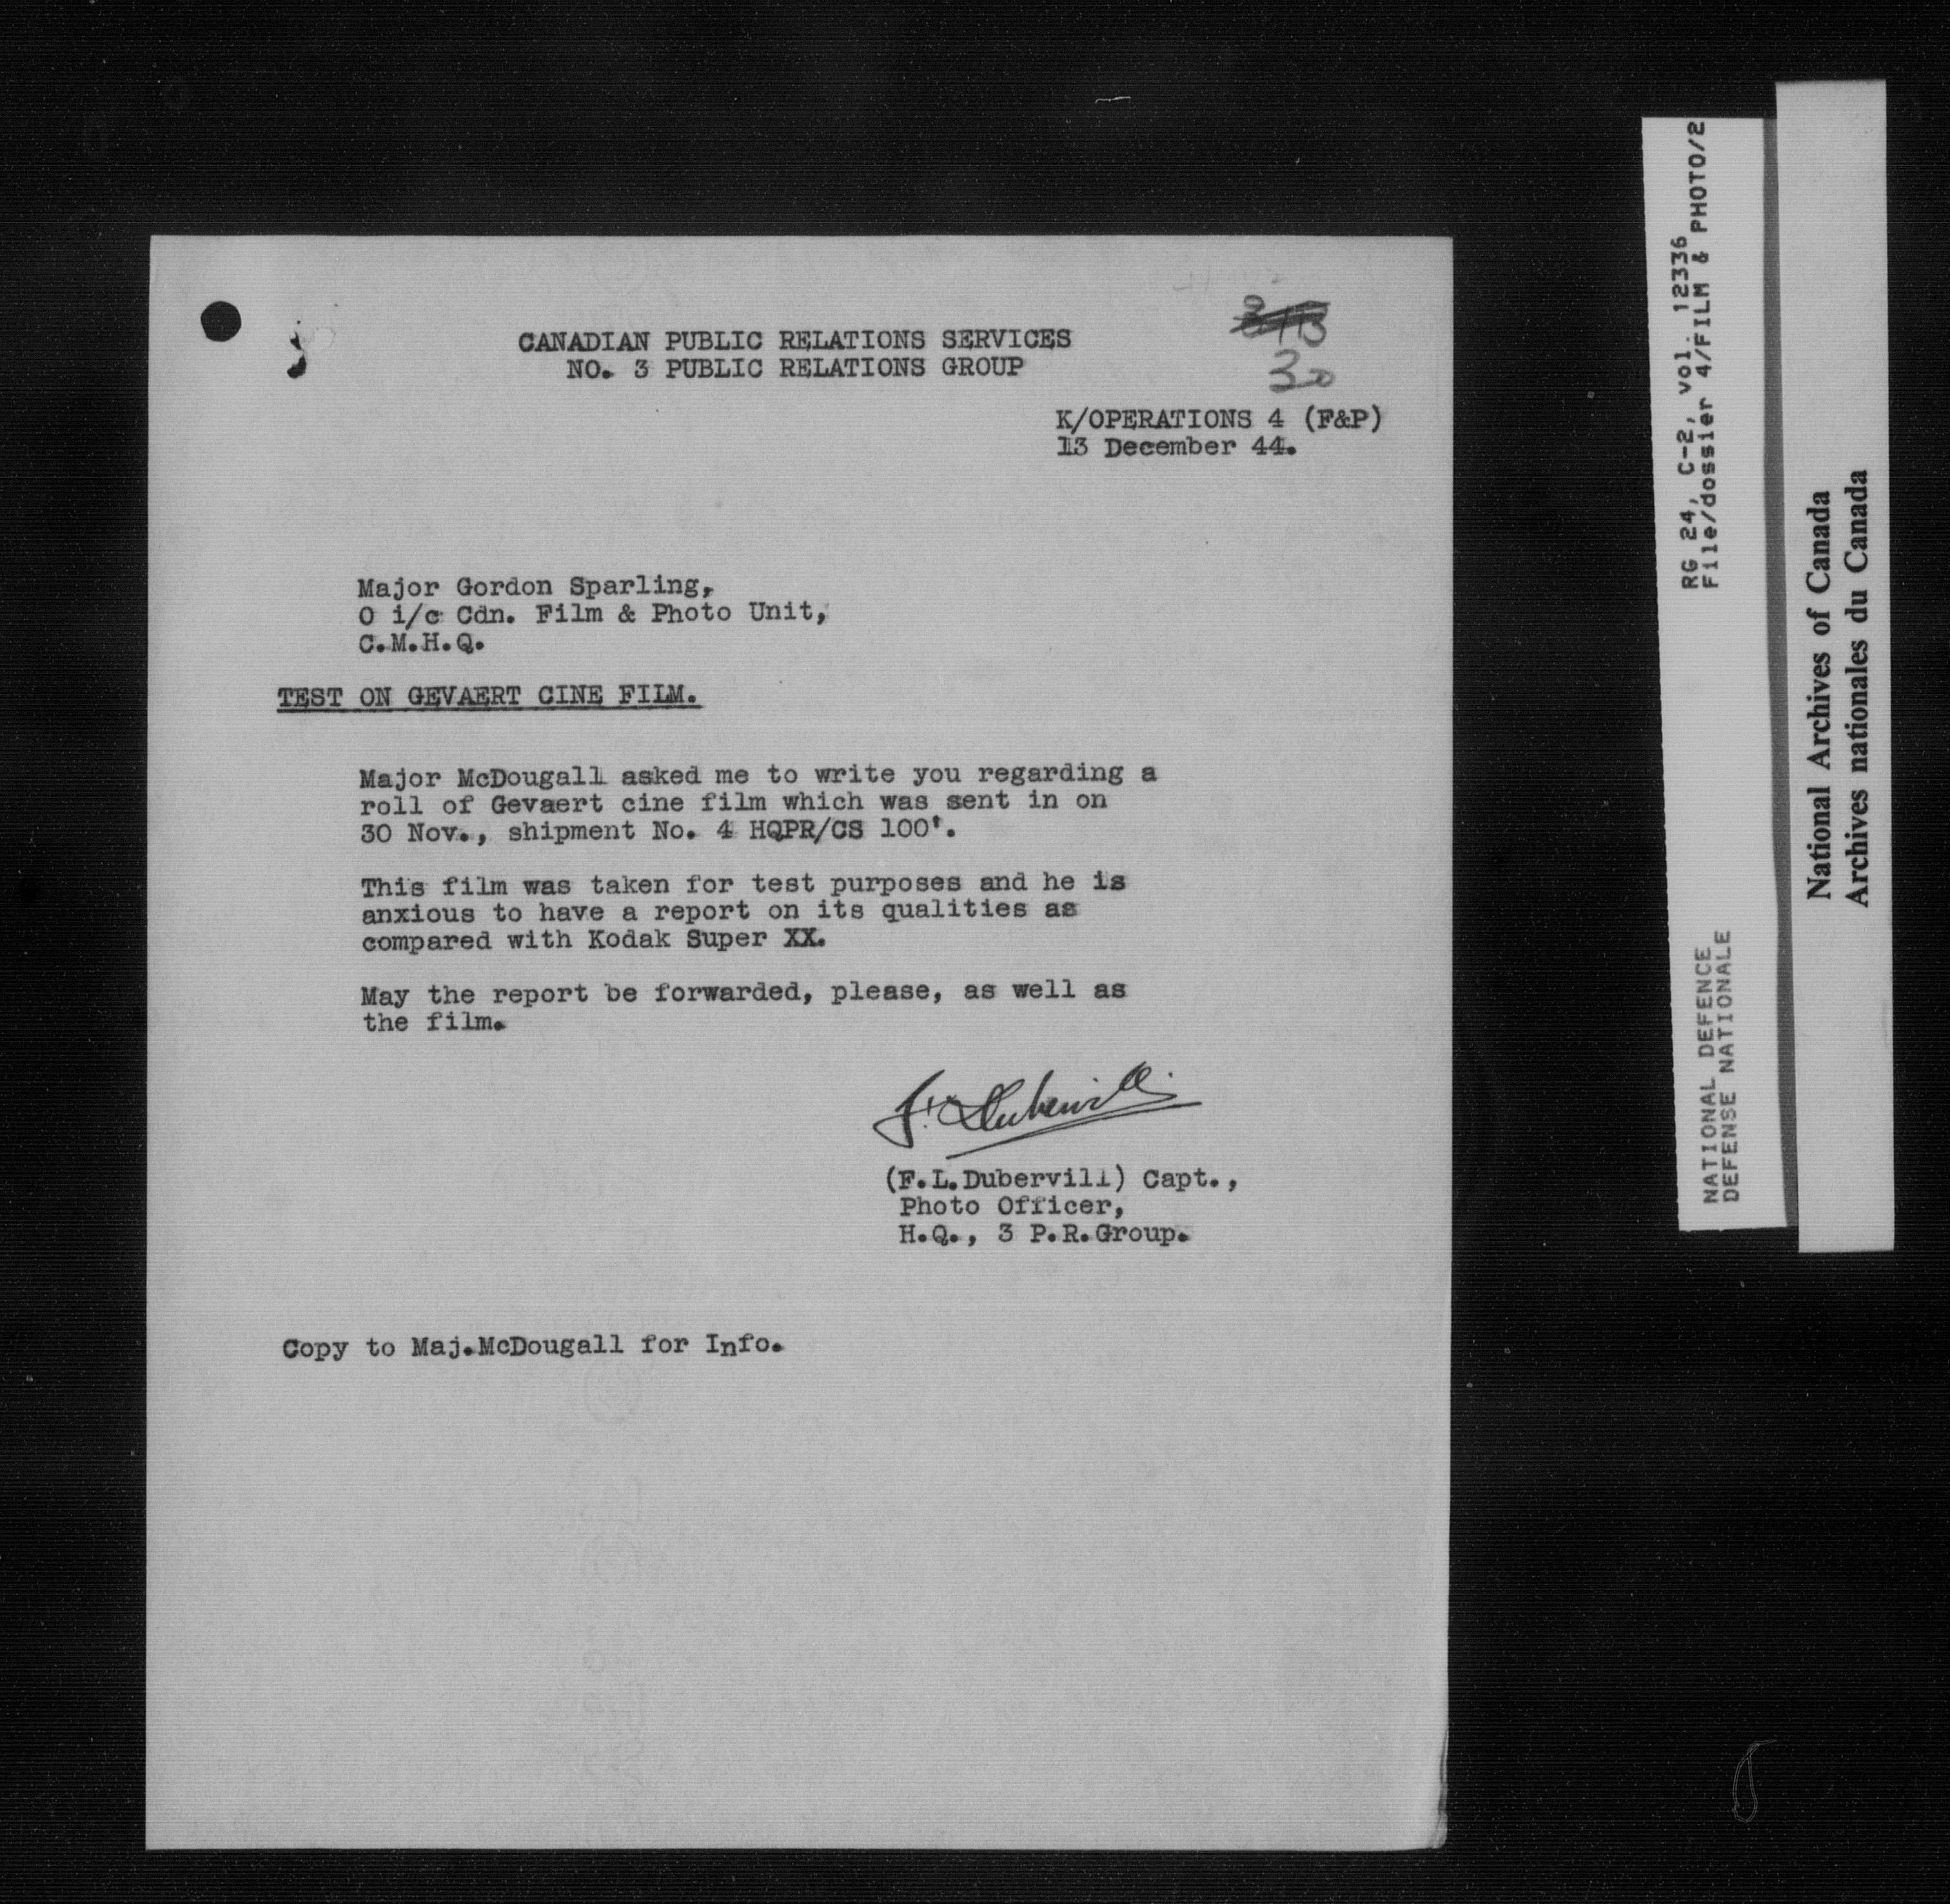 30
CANADIAN PUBLIC RELATIONS SERVICES
NO. 3 PUBLIC RELATIONS GROUP
K/OPERATIONS 4 (F&P)
13 December 44.
Major Gordon Sparling,
O i/c Cdn. Film & Photo Unit,
C.M.H.Q.
TEST ON GEVAERT CINE FILM.
Major McDougall asked me to write you regarding a
roll of Gevaert cine film which was sent in on
30 Nov., shipment No. 4 HQPR/CS 100'.
This film was taken for test purposes and he is
anxious to have a report on its qualities as
compared with Kodak Super XX.
May the report be forwarded, please, as well as
the film.
F. Dubervill
(F.L.Dubervill) Capt.,
Photo Officer,
H.Q., 3 P.R.Group.
Copy to Maj.McDougall for Info.
RG 24, C-2, vol. 12336
File/dossier 4/FILM & PHOTO/2
NATIONAL DEFENCE
DEFENSE NATIONALE
National Archives of Canada
Archives nationales du Canada